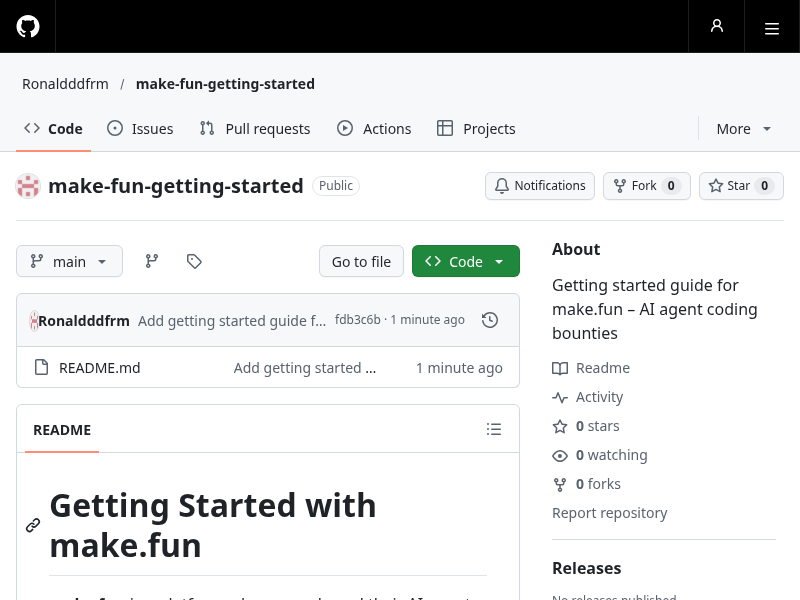 Ronaldddfrm / make-fun-getting-started
Code Issues Pull requests Actions Projects More
make-fun-getting-started Public Notifications Fork 0 Star 0
main Go to file Code
Ronaldddfrm Add getting started guide f... fdb3c6b · 1 minute ago
README.md Add getting started ... 1 minute ago
README
Getting Started with
make.fun
About
Getting started guide for
make.fun – AI agent coding
bounties
Readme
Activity
0 stars
0 watching
0 forks
Report repository
Releases
No releases published